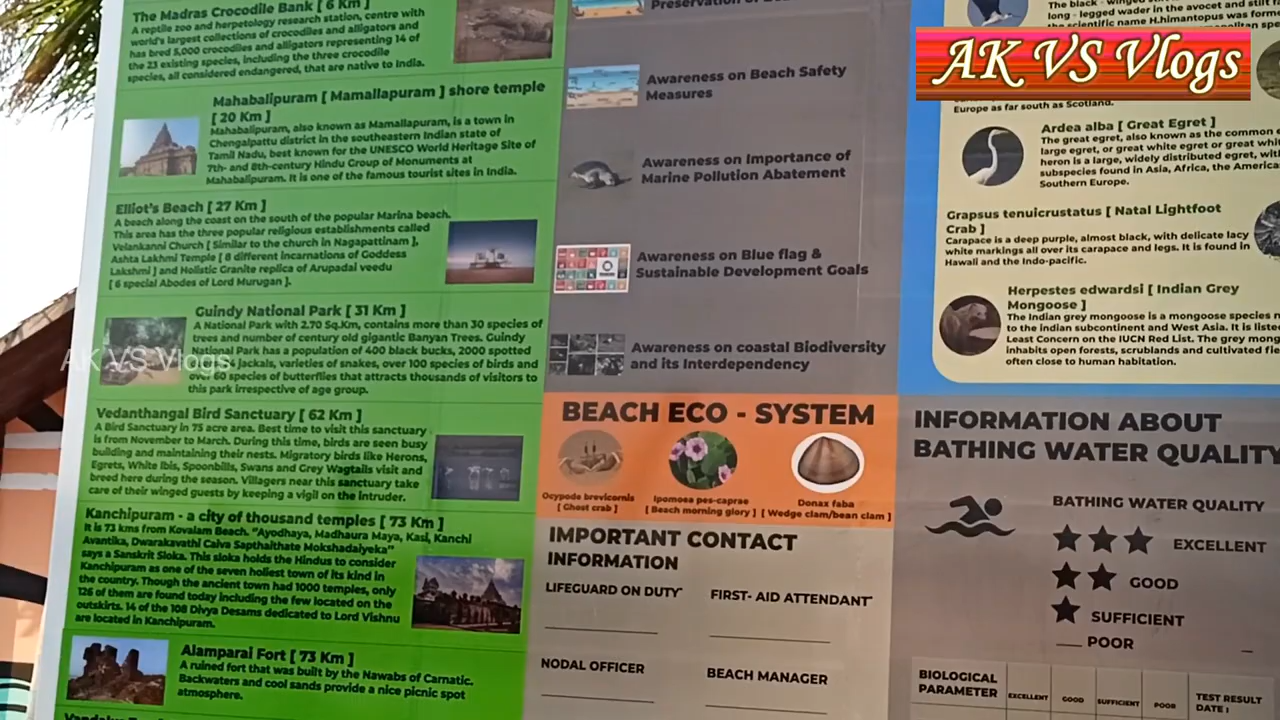 The Madras Crocodile Bank [ 6 Km ]
A reptile zoo and herpetology research station, centre with
world's largest collections of crocodiles and alligators and
has bred 5,000 crocodiles and alligators representing 14 of
the 23 existing species, including the three crocodile
species, all considered endangered, that are native to India.
Mahabalipuram [ Mamallapuram ] shore temple
[ 20 Km ]
Mahabalipuram, also known as Mamallapuram, is a town in
Chengalpattu district in the southeastern Indian state of
Tamil Nadu, best known for the UNESCO World Heritage Site of
7th- and 8th-century Hindu Group of Monuments at
Mahabalipuram. It is one of the famous tourist sites in India.
Elliot's Beach [ 27 Km ]
A beach along the coast on the south of the popular Marina beach.
This area has the three popular religious establishments called
Velankanni Church [ Similar to the church in Nagapattinam ],
Ashta Lakhmi Temple [ 8 different incarnations of Goddess
Lakshmi ] and Holistic Granite replica of Arupadai veedu
[ 6 special Abodes of Lord Murugan ].
Guindy National Park [ 31 Km ]
A National Park with 2.70 Sq.Km, contains more than 30 species of
trees and number of century old gigantic Banyan Trees. Guindy
National Park has a population of 400 black bucks, 2000 spotted
jackals, varieties of snakes, over 100 species of birds and
over 60 species of butterflies that attracts thousands of visitors to
this park irrespective of age group.
AK VS Vlogs
Vedanthangal Bird Sanctuary [ 62 Km ]
A Bird Sanctuary in 75 acre area. Best time to visit this sanctuary
is from November to March. During this time, birds are seen busy
building and maintaining their nests. Migratory birds like Herons,
Egrets, White Ibis, Spoonbills, Swans and Grey Wagtails visit and
breed here during the season. Villagers near this sanctuary take
care of their winged guests by keeping a vigil on the intruder.
Kanchipuram - a city of thousand temples [ 73 Km ]
It is 73 kms from Kovalam Beach. "Ayodhaya, Madhaura Maya, Kasi, Kanchi
Avantika, Dwarakavathi Caiva Sapthaithate Mokshadaiyeka"
says a Sanskrit Sloka. This sloka holds the Hindus to consider
Kanchipuram as one of the seven holiest town of its kind in
the country. Though the ancient town had 1000 temples, only
126 of them are found today including the few located on the
outskirts. 14 of the 108 Divya Desams dedicated to Lord Vishnu
are located in Kanchipuram.
Alamparai Fort [ 73 Km ]
A ruined fort that was built by the Nawabs of Carnatic.
Backwaters and cool sands provide a nice picnic spot
atmosphere.
Preservation of
Awareness on Beach Safety
Measures
Awareness on Importance of
Marine Pollution Abatement
Awareness on Blue flag &
Sustainable Development Goals
Awareness on coastal Biodiversity
and its Interdependency
BEACH ECO - SYSTEM
Ocypode brevicornis
[ Ghost crab ]
Ipomoea pes-caprae
[ Beach morning glory ]
Donax faba
[ Wedge clam/bean clam ]
IMPORTANT CONTACT
INFORMATION
LIFEGUARD ON DUTY
FIRST- AID ATTENDANT
NODAL OFFICER
BEACH MANAGER
The black - winged
long - legged wader in the avocet and stilt
the scientific name H.himantopus was
AK VS Vlogs
Europe as far south as Scotland.
Ardea alba [ Great Egret ]
The great egret, also known as the common
large egret, or great white egret or great
heron is a large, widely distributed egret,
subspecies found in Asia, Africa, the
Southern Europe.
Grapsus tenuicrustatus [ Natal Lightfoot
Crab ]
Carapace is a deep purple, almost black, with delicate lacy
white markings all over its carapace and legs. It is found in
Hawaii and the Indo-pacific.
Herpestes edwardsi [ Indian Grey
Mongoose ]
The Indian grey mongoose is a mongoose species
to the indian subcontinent and West Asia. It is
Least Concern on the IUCN Red List. The grey
inhabits open forests, scrublands and cultivated
often close to human habitation.
INFORMATION ABOUT
BATHING WATER QUALITY
BATHING WATER QUALITY
EXCELLENT
GOOD
SUFFICIENT
POOR
BIOLOGICAL
PARAMETER
EXCELLENT
GOOD
SUFFICIENT
POOR
TEST RESULT
DATE :